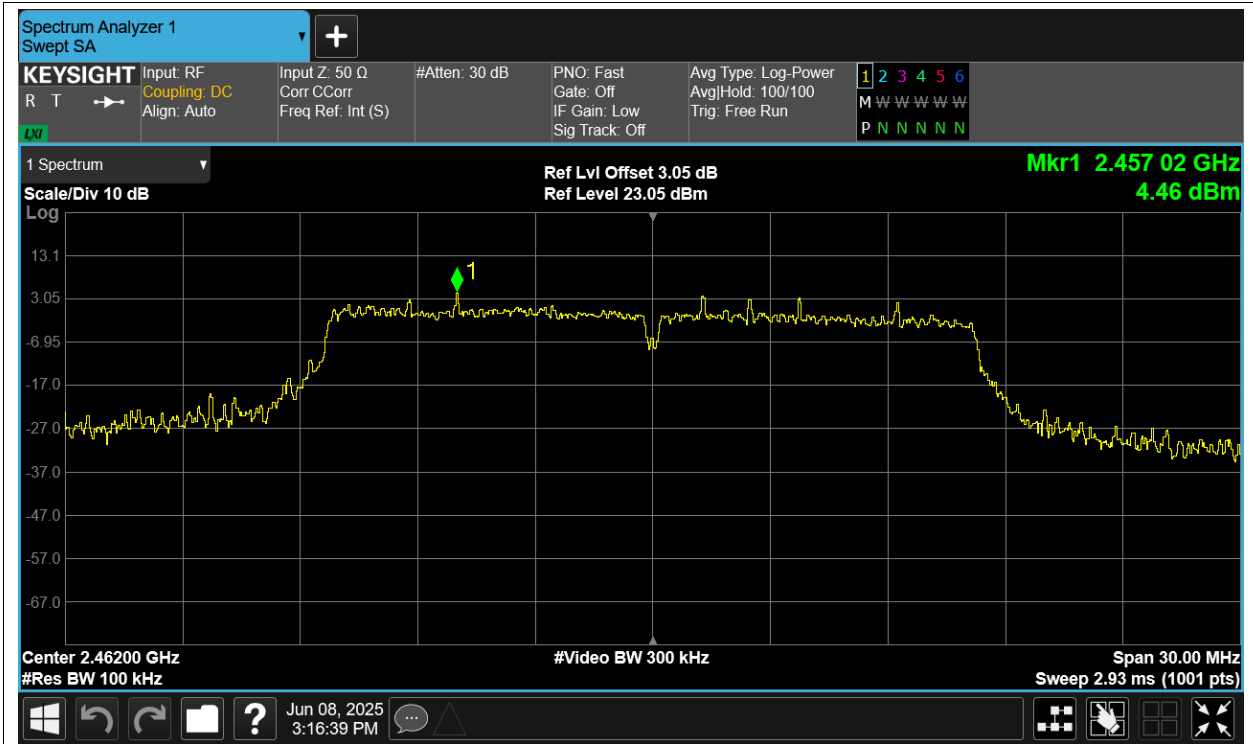 Spectrum Analyzer 1
Swept SA
KEYSIGHT
R T
LXI
Input: RF
Coupling: DC
Align: Auto
Input Z: 50 Ω
Corr CCorr
Freq Ref: Int (S)
#Atten: 30 dB
PNO: Fast
Gate: Off
IF Gain: Low
Sig Track: Off
Avg Type: Log-Power
Avg|Hold: 100/100
Trig: Free Run
1 2 3 4 5 6
M W W W W W
P N N N N N
1 Spectrum
Scale/Div 10 dB
Log
Ref Lvl Offset 3.05 dB
Ref Level 23.05 dBm
Mkr1 2.457 02 GHz
4.46 dBm
1
13.1
3.05
-6.95
-17.0
-27.0
-37.0
-47.0
-57.0
-67.0
Center 2.46200 GHz
#Res BW 100 kHz
#Video BW 300 kHz
Span 30.00 MHz
Sweep 2.93 ms (1001 pts)
?
Jun 08, 2025
3:16:39 PM